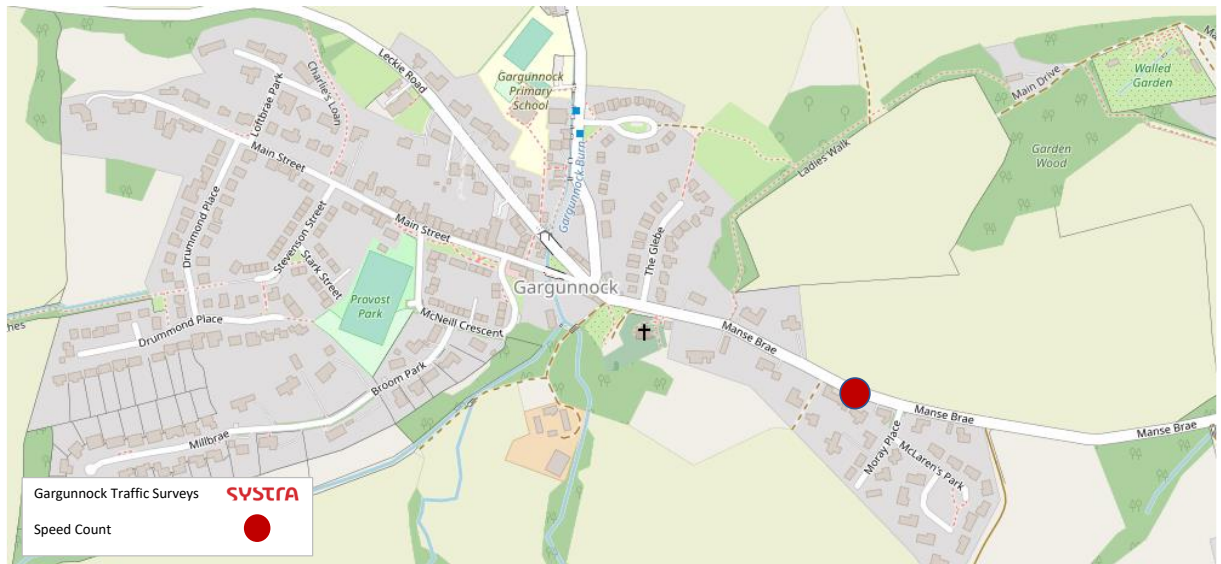 Leckie Road
Gargunnock
Primary
School
Loftbrae Park
Charlie's Loan
Main Street
Main Drive
Walled
Garden
Garden
Wood
Ladies Walk
Gargunnock Burn
Drummond Place
Stevenson Street
Stark Street
Main Street
Provost
Park
The Glebe
Gargunnock
McNeill Crescent
Drummond Place
hes
Broom Park
Millbrae
Manse Brae
Manse Brae
Manse Brae
Moray Place
McLaren's Park
Gargunnock Traffic Surveys
SYSTRA
Speed Count